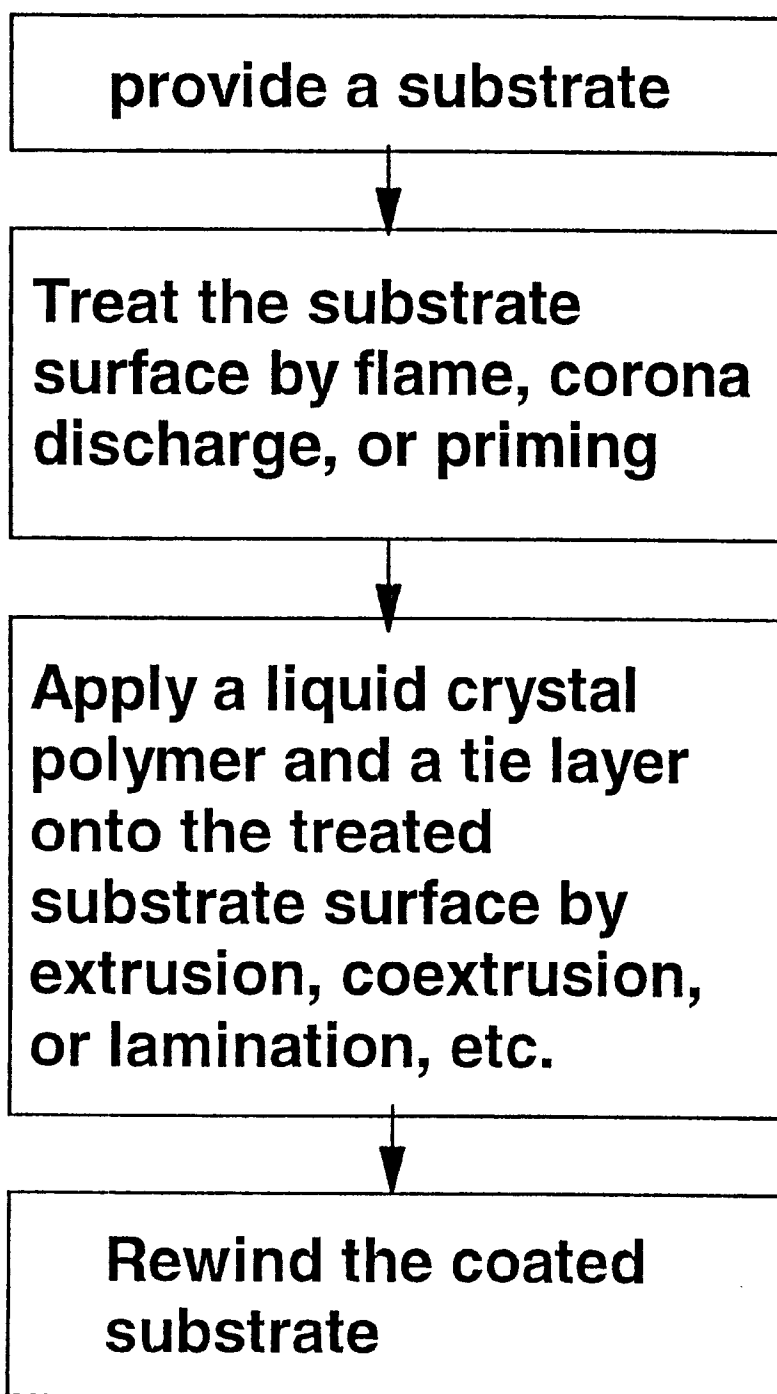 provide a substrate
Treat the substrate
surface by flame, corona
discharge, or priming
Apply a liquid crystal
polymer and a tie layer
onto the treated
substrate surface by
extrusion, coextrusion,
or lamination, etc.
Rewind the coated
substrate